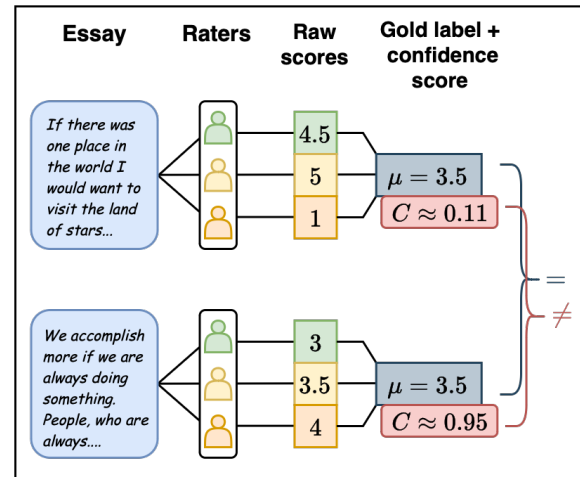 Essay
Raters
Raw
scores
Gold label +
confidence
score
If there was
one place in
the world I
would want to
visit the land
of stars...
4.5
5
1
μ = 3.5
C ≈ 0.11
=
≠
We accomplish
more if we are
always doing
something.
People, who are
always....
3
3.5
4
μ = 3.5
C ≈ 0.95